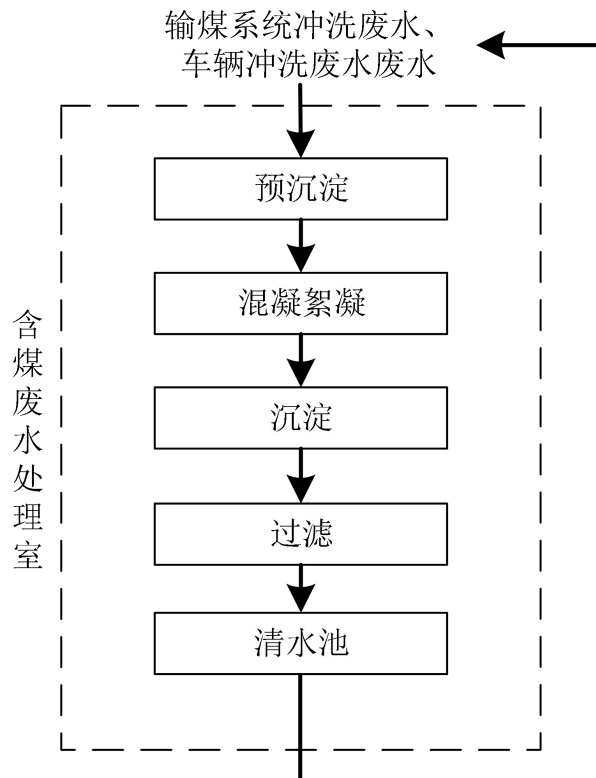 输煤系统冲洗废水、
车辆冲洗废水废水
预沉淀
混凝絮凝
沉淀
过滤
清水池
含煤废水处理室